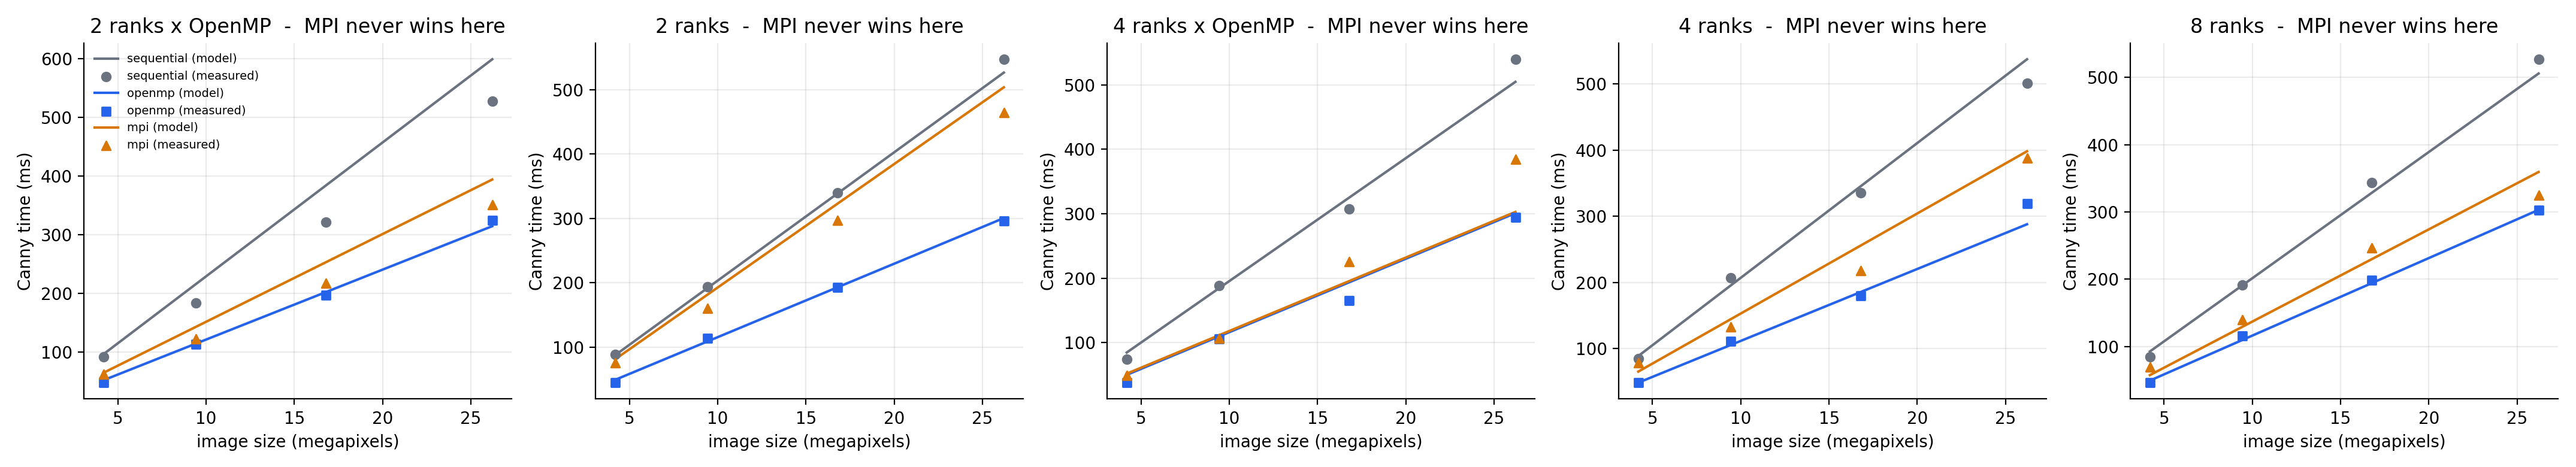 2 ranks x OpenMP  -  MPI never wins here
600
500
400
300
200
100
Canny time (ms)
sequential (model)
sequential (measured)
openmp (model)
openmp (measured)
mpi (model)
mpi (measured)
5 10 15 20 25
image size (megapixels)
2 ranks  -  MPI never wins here
500
400
300
200
100
Canny time (ms)
5 10 15 20 25
image size (megapixels)
4 ranks x OpenMP  -  MPI never wins here
500
400
300
200
100
Canny time (ms)
5 10 15 20 25
image size (megapixels)
4 ranks  -  MPI never wins here
500
400
300
200
100
Canny time (ms)
5 10 15 20 25
image size (megapixels)
8 ranks  -  MPI never wins here
500
400
300
200
100
Canny time (ms)
5 10 15 20 25
image size (megapixels)